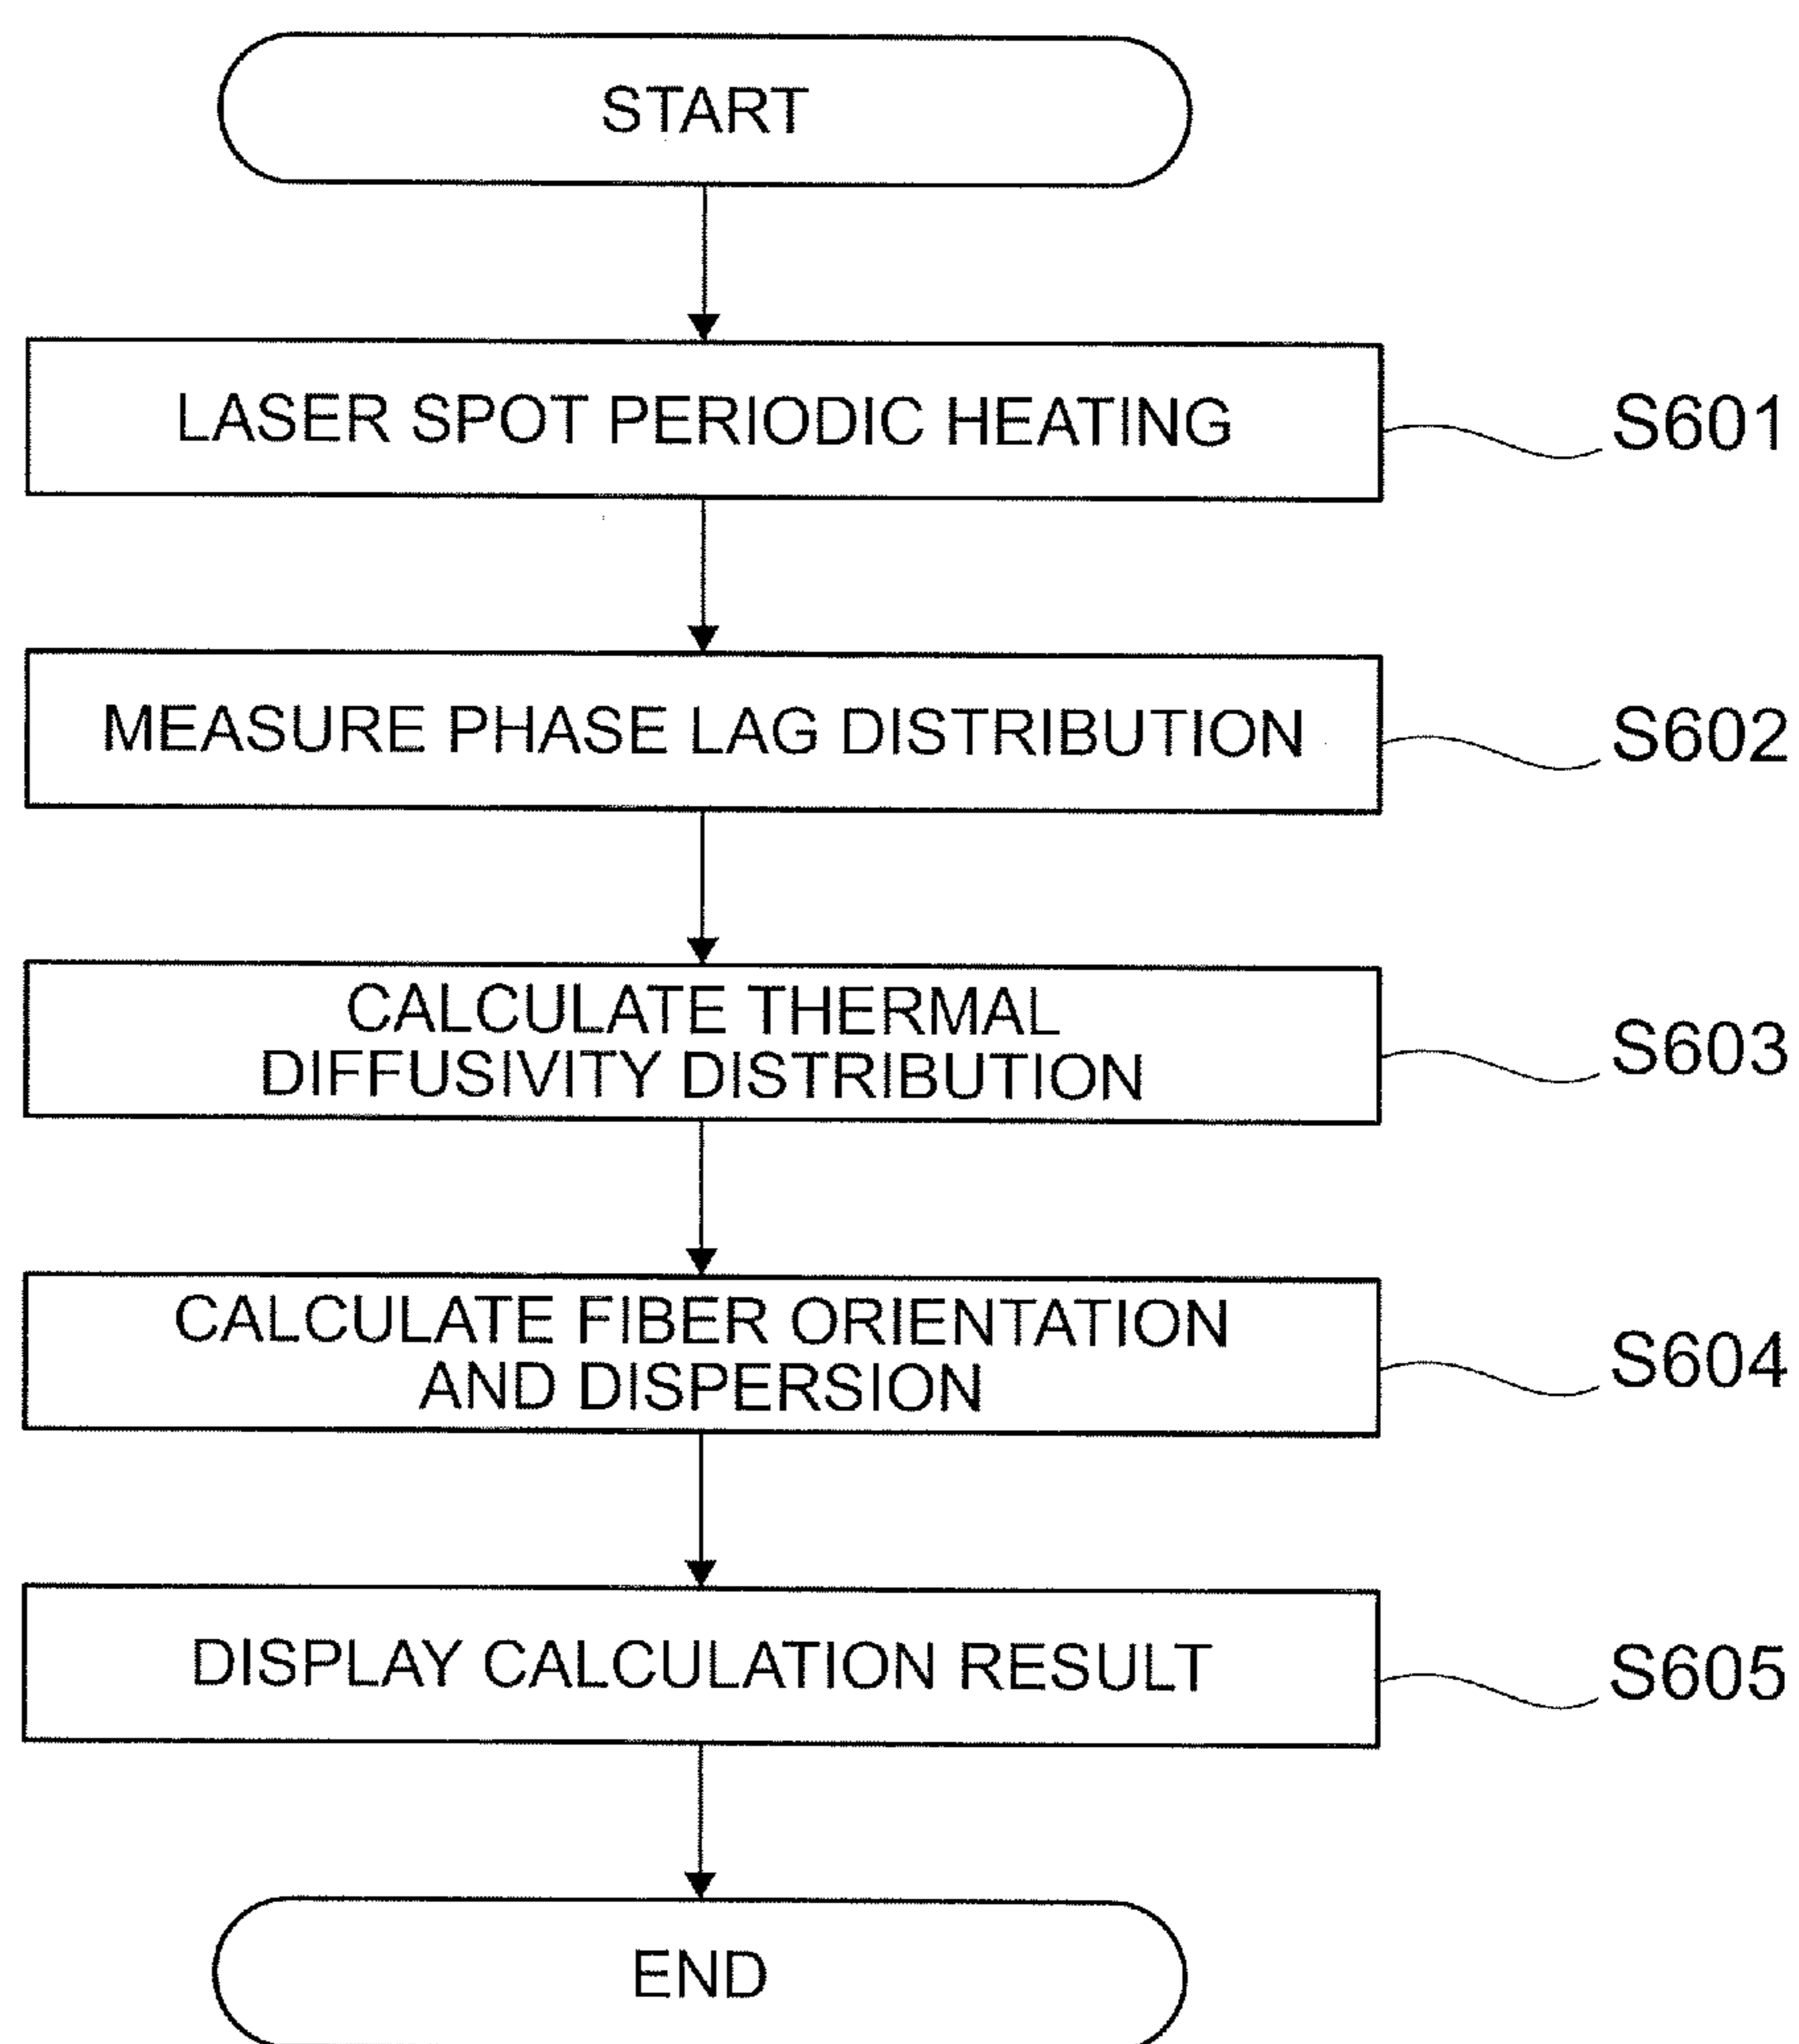 START
LASER SPOT PERIODIC HEATING
S601
MEASURE PHASE LAG DISTRIBUTION
S602
CALCULATE THERMAL
DIFFUSIVITY DISTRIBUTION
S603
CALCULATE FIBER ORIENTATION
AND DISPERSION
S604
DISPLAY CALCULATION RESULT
S605
END